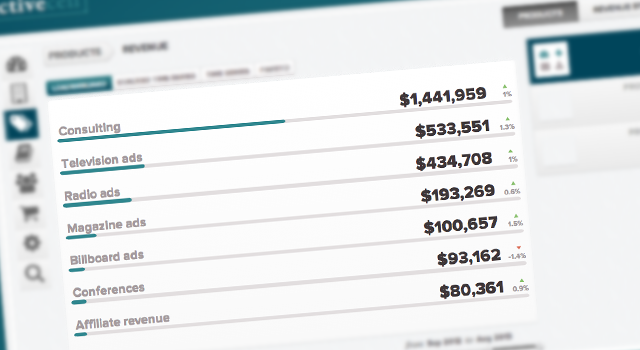 ctive
PRODUCTS
REVENUE
PRODUCTS
Consulting
$1,441,959
1%
Television ads
$533,551
1.3%
Radio ads
$434,708
1%
Magazine ads
$193,269
0.6%
Billboard ads
$100,657
1.5%
Conferences
$93,162
-1.4%
Affiliate revenue
$80,361
0.9%